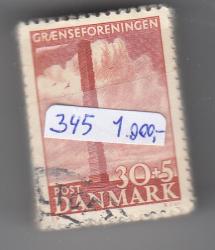 GRÆNSEFORENINGEN
345 1.000,-
30+5
POST
DANMARK